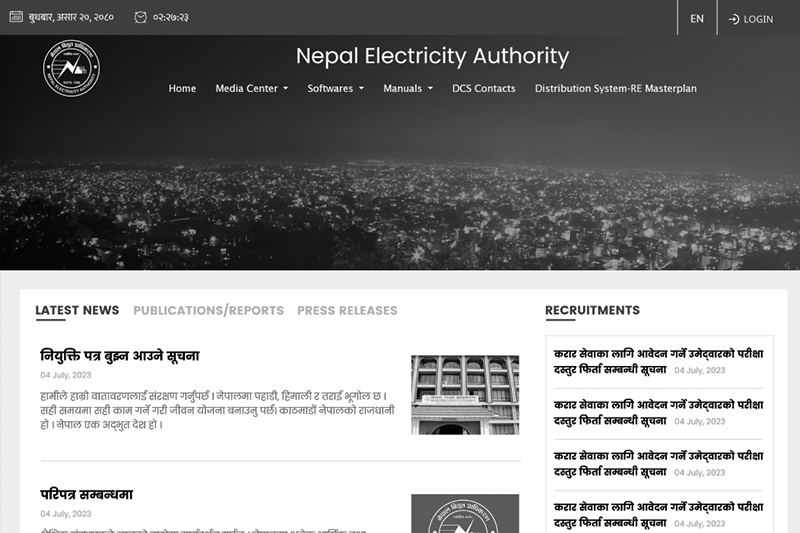 बुधबार, असार २०, २०८०
०२:२७:२३
EN
LOGIN
Nepal Electricity Authority
Home
Media Center
Softwares
Manuals
DCS Contacts
Distribution System-RE Masterplan
LATEST NEWS
PUBLICATIONS/REPORTS
PRESS RELEASES
नियुक्ति पत्र बुझ्न आउने सूचना
04 July, 2023
हामीले हाम्रो वातावरणलाई संरक्षण गर्नुपर्छ । नेपालमा पहाडी, हिमाली र तराई भूगोल छ ।
सही समयमा सही काम गर्ने गरी जीवन योजना बनाउनु पर्छ। काठमाडौं नेपालको राजधानी
हो । नेपाल एक अद्भुत देश हो ।
परिपत्र सम्बन्धमा
04 July, 2023
RECRUITMENTS
करार सेवाका लागि आवेदन गर्ने उमेद्वारको परीक्षा
दस्तुर फिर्ता सम्बन्धी सूचना 04 July, 2023
करार सेवाका लागि आवेदन गर्ने उमेद्वारको परीक्षा
दस्तुर फिर्ता सम्बन्धी सूचना 04 July, 2023
करार सेवाका लागि आवेदन गर्ने उमेद्वारको परीक्षा
दस्तुर फिर्ता सम्बन्धी सूचना 04 July, 2023
करार सेवाका लागि आवेदन गर्ने उमेद्वारको परीक्षा
दस्तुर फिर्ता सम्बन्धी सूचना 04 July, 2023